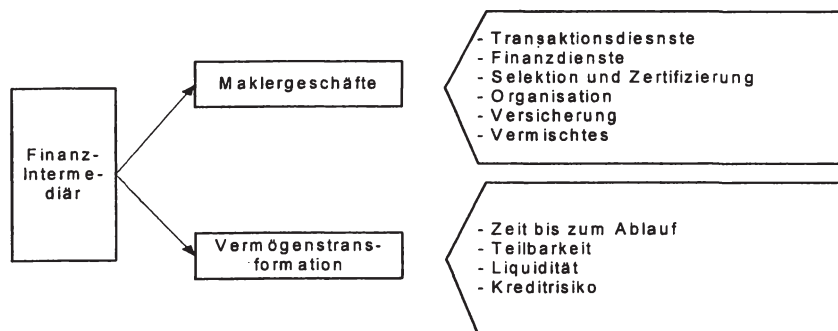 Finanz-
Interme-
diär
Maklergeschäfte
- Transaktionsdiesnste
- Finanzdienste
- Selektion und Zertifizierung
- Organisation
- Versicherung
- Vermischtes
Vermögenstrans-
formation
- Zeit bis zum Ablauf
- Teilbarkeit
- Liquidität
- Kreditrisiko